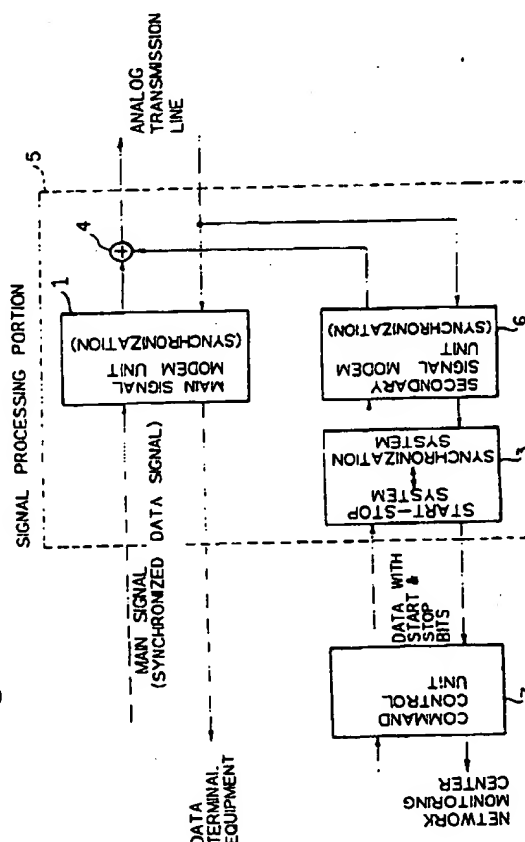 SIGNAL PROCESSING PORTION
5
ANALOG
TRANSMISSION
LINE
4
1
MAIN SIGNAL
MODEM UNIT
(SYNCHRONIZATION)
MAIN SIGNAL
(SYNCHRONIZED DATA SIGNAL)
DATA
TERMINAL
EQUIPMENT
SECONDARY
SIGNAL MODEM
UNIT
(SYNCHRONIZATION)
6
START-STOP
SYSTEM
SYNCHRONIZATION
SYSTEM
3
DATA WITH
START &
STOP
BITS
COMMAND
CONTROL
UNIT
NETWORK
MONITORING
CENTER